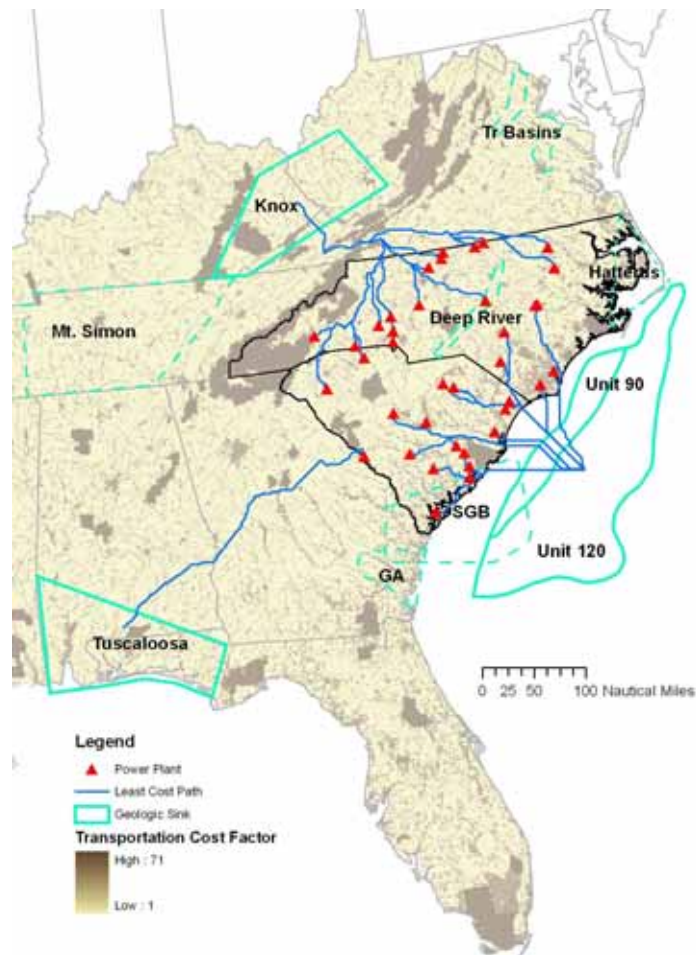 Tr Basins
Knox
Hatteras
Mt. Simon
Deep River
Unit 90
SGB
Unit 120
GA
Tuscaloosa
0 25 50 100 Nautical Miles
Legend
Power Plant
Least Cost Path
Geologic Sink
Transportation Cost Factor
High : 71
Low : 1